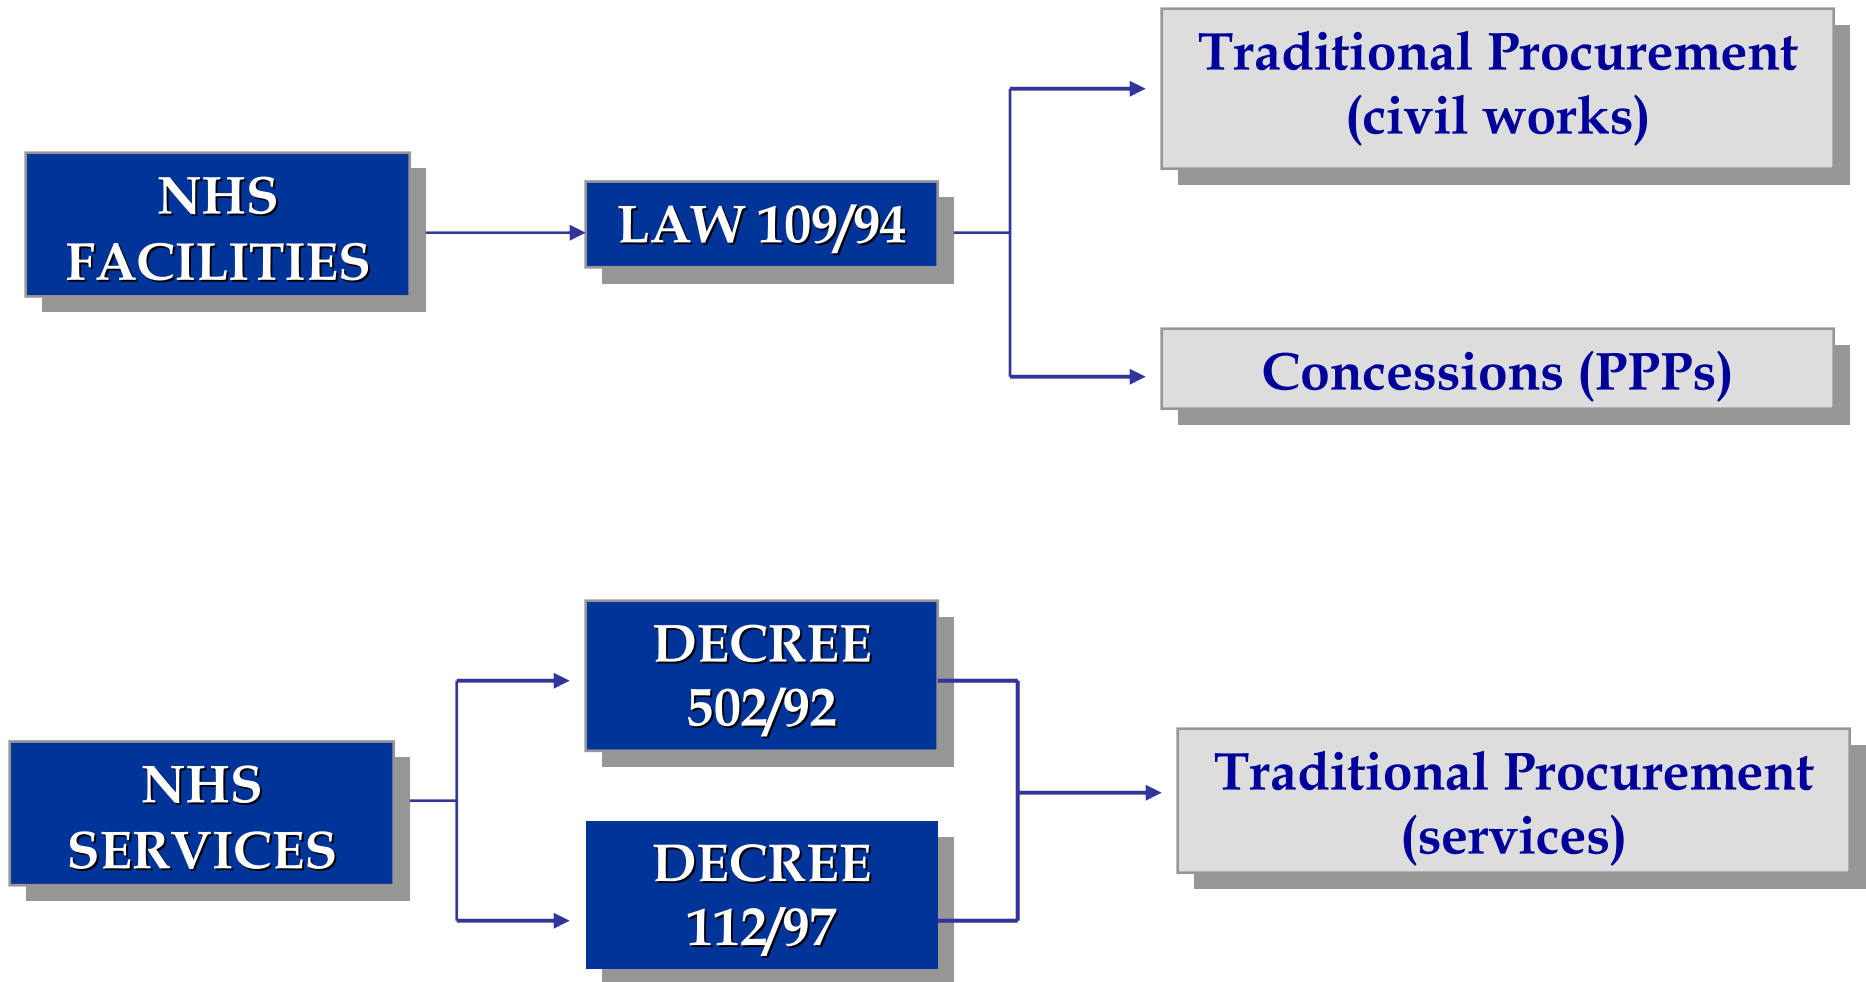 NHS
FACILITIES
LAW 109/94
Traditional Procurement
(civil works)
Concessions (PPPs)
NHS
SERVICES
DECREE
502/92
DECREE
112/97
Traditional Procurement
(services)